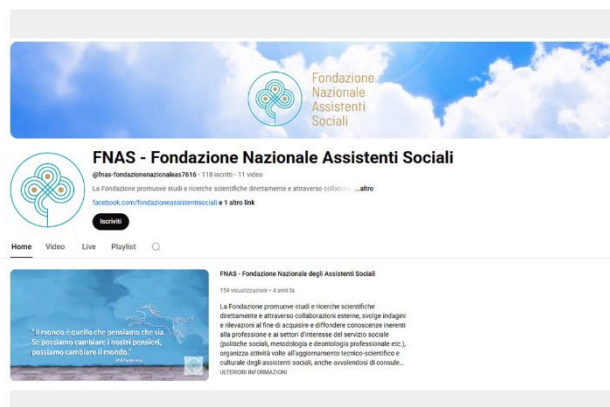 Fondazione
Nazionale
Assistenti
Sociali
FNAS - Fondazione Nazionale Assistenti Sociali
@fnas-fondazionenazionaleas7616 · 118 iscritti · 11 video
La Fondazione promuove studi e ricerche scientifiche direttamente e attraverso collabora ...altro
facebook.com/fondazioneassistentisociali e 1 altro link
Iscriviti
Home Video Live Playlist
FNAS - Fondazione Nazionale degli Assistenti Sociali
154 visualizzazioni • 4 anni fa
La Fondazione promuove studi e ricerche scientifiche
direttamente e attraverso collaborazioni esterne, svolge indagini
e rilevazioni al fine di acquisire e diffondere conoscenze inerenti
alla professione e ai settori d'interesse del servizio sociale
(politiche sociali, metodologia e deontologia professionale etc.),
organizza attività volte all'aggiornamento tecnico-scientifico e
culturale degli assistenti sociali, anche avvalendosi di consule...
ULTERIORI INFORMAZIONI
"Il mondo è quello che pensiamo che sia.
Se possiamo cambiare i nostri pensieri,
possiamo cambiare il mondo."